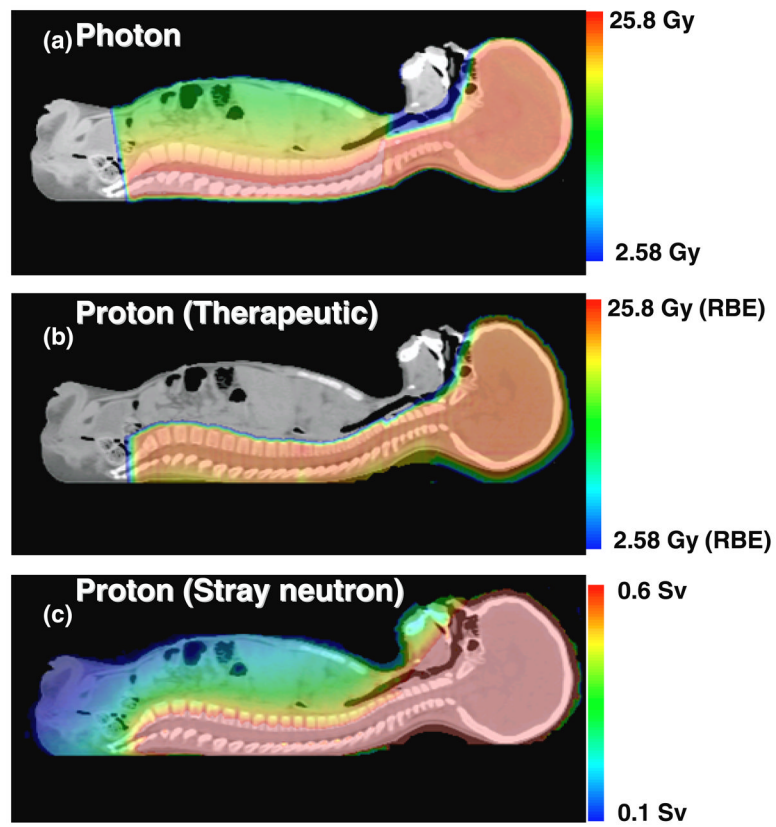 (a) Photon
25.8 Gy
2.58 Gy
Proton (Therapeutic)
(b)
25.8 Gy (RBE)
2.58 Gy (RBE)
Proton (Stray neutron)
(c)
0.6 Sv
0.1 Sv